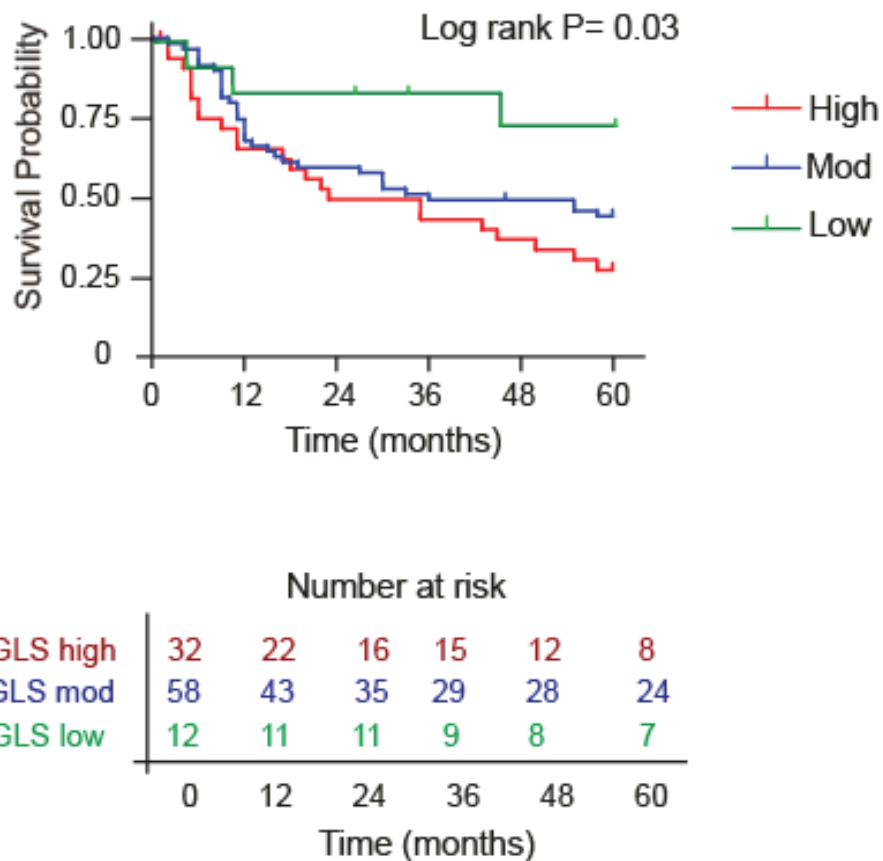 Log rank P= 0.03
Survival Probability
1.00
0.75
0.50
0.25
0
0 12 24 36 48 60
Time (months)
High
Mod
Low
Number at risk
GLS high 32 22 16 15 12 8
GLS mod 58 43 35 29 28 24
GLS low 12 11 11 9 8 7
0 12 24 36 48 60
Time (months)